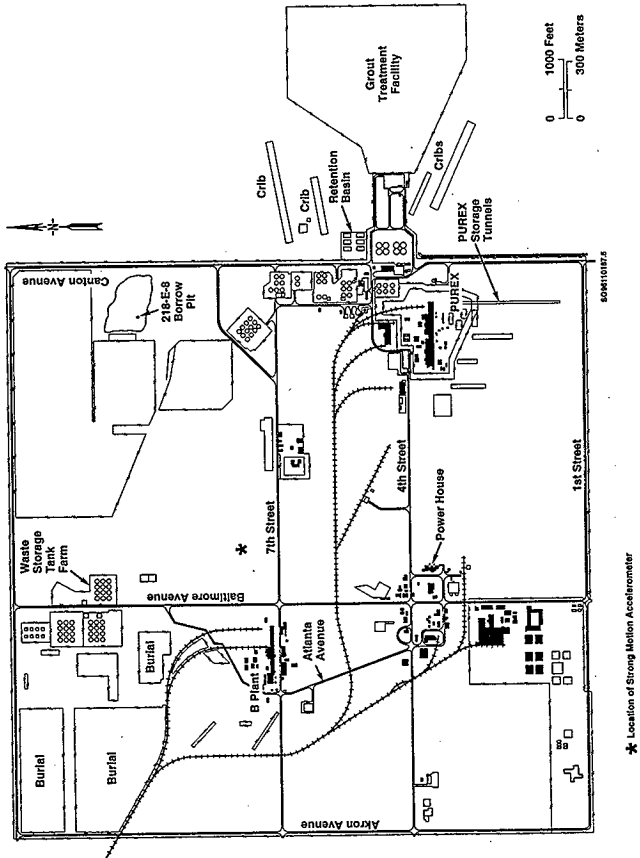 Canton Avenue
218-E-8
Borrow
Pit
Waste
Storage
Tank
Farm
Baltimore Avenue
Burial
Burial
Burial
B Plant
7th Street
Atlanta
Avenue
Akron Avenue
4th Street
Power House
1st Street
Crib
Crib
Retention
Basin
Grout
Treatment
Facility
Cribs
PUREX
Storage
Tunnels
PUREX
N
0 1000 Feet
0 300 Meters
* Location of Strong Motion Accelerometer